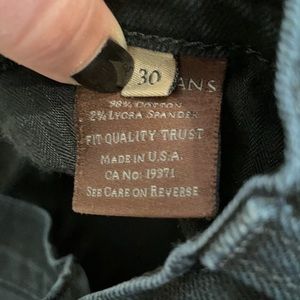 30
ANS
98% COTTON
2% LYCRA SPANDEX
FIT QUALITY TRUST
MADE IN U.S.A.
CA NO: 19371
SEE CARE ON REVERSE